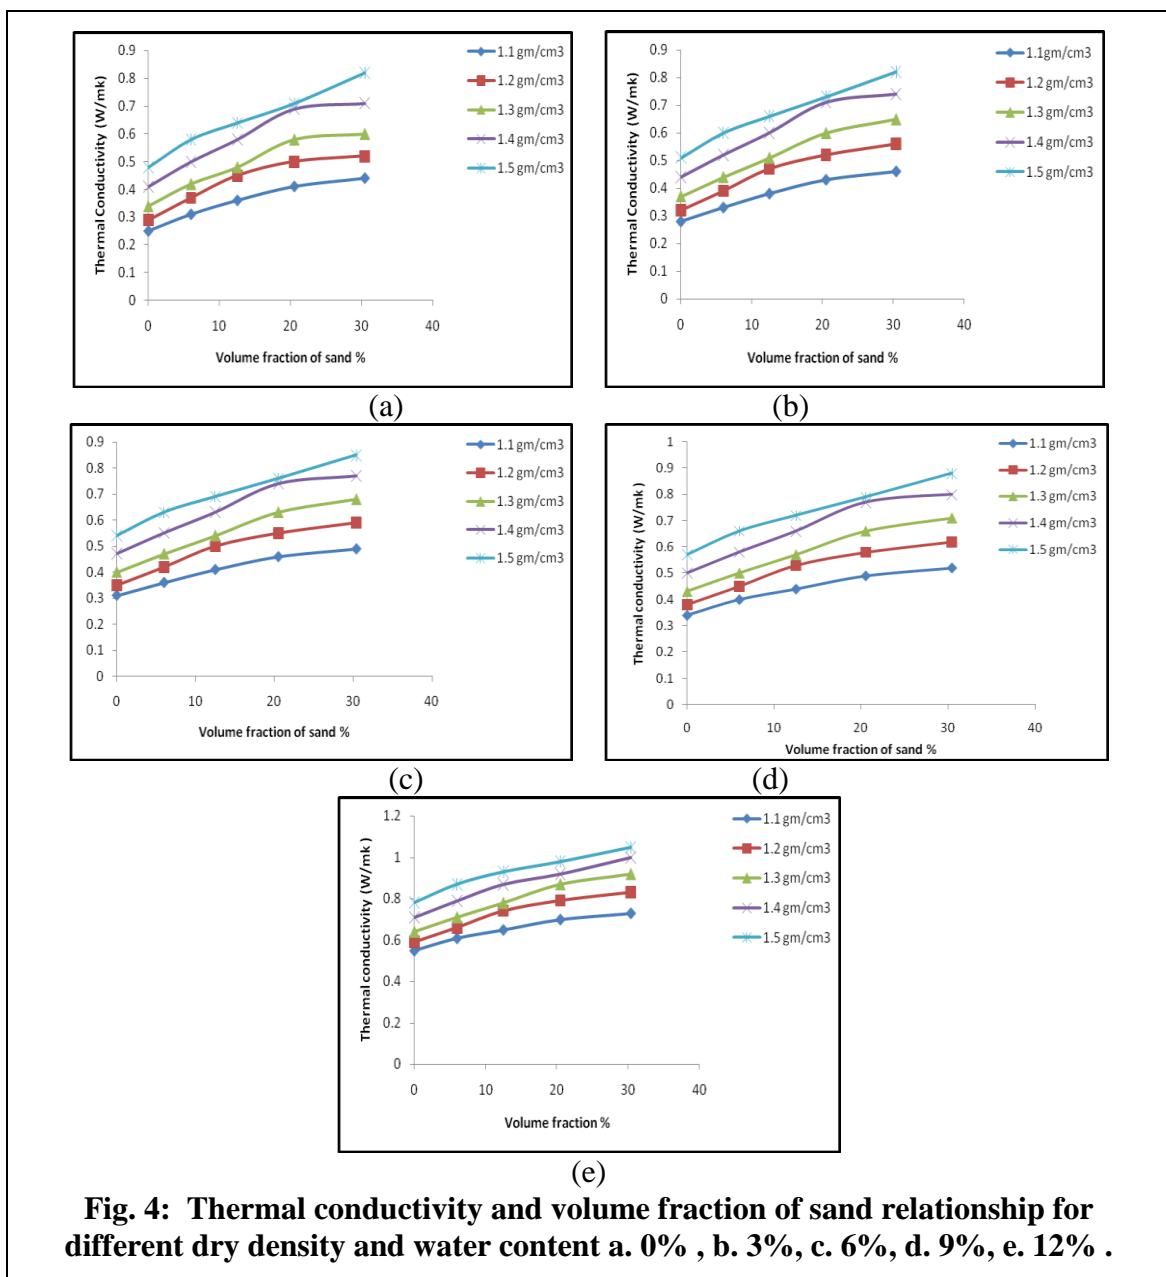 0.9
0.8
0.7
0.6
0.5
0.4
0.3
0.2
0.1
0
0 10 20 30 40
Thermal Conductivity (W/mk)
Volume fraction of sand %
1.1 gm/cm3
1.2 gm/cm3
1.3 gm/cm3
1.4 gm/cm3
1.5 gm/cm3
(a)
0.9
0.8
0.7
0.6
0.5
0.4
0.3
0.2
0.1
0
0 10 20 30 40
Thermal Conductivity (W/mk)
Volume fraction of sand %
1.1gm/cm3
1.2 gm/cm3
1.3 gm/cm3
1.4 gm/cm3
1.5 gm/cm3
(b)
0.9
0.8
0.7
0.6
0.5
0.4
0.3
0.2
0.1
0
0 10 20 30 40
Thermal conductivity (W/mk)
Volume fraction of sand %
1.1 gm/cm3
1.2 gm/cm3
1.3 gm/cm3
1.4 gm/cm3
1.5 gm/cm3
(c)
1
0.9
0.8
0.7
0.6
0.5
0.4
0.3
0.2
0.1
0
0 10 20 30 40
Thermal conductivity (W/mk)
Volume fraction of sand %
1.1 gm/cm3
1.2 gm/cm3
1.3 gm/cm3
1.4 gm/cm3
1.5 gm/cm3
(d)
1.2
1
0.8
0.6
0.4
0.2
0
0 10 20 30 40
Thermal conductivity (W/mk )
Volume fraction %
1.1 gm/cm3
1.2 gm/cm3
1.3 gm/cm3
1.4 gm/cm3
1.5 gm/cm3
(e)
Fig. 4: Thermal conductivity and volume fraction of sand relationship for
different dry density and water content a. 0% , b. 3%, c. 6%, d. 9%, e. 12% .